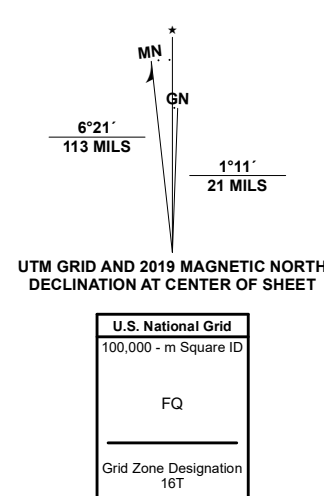 ★
MN
GN
6°21´
113 MILS
1°11´
21 MILS
UTM GRID AND 2019 MAGNETIC NORTH
DECLINATION AT CENTER OF SHEET
U.S. National Grid
100,000 - m Square ID
FQ
Grid Zone Designation
16T